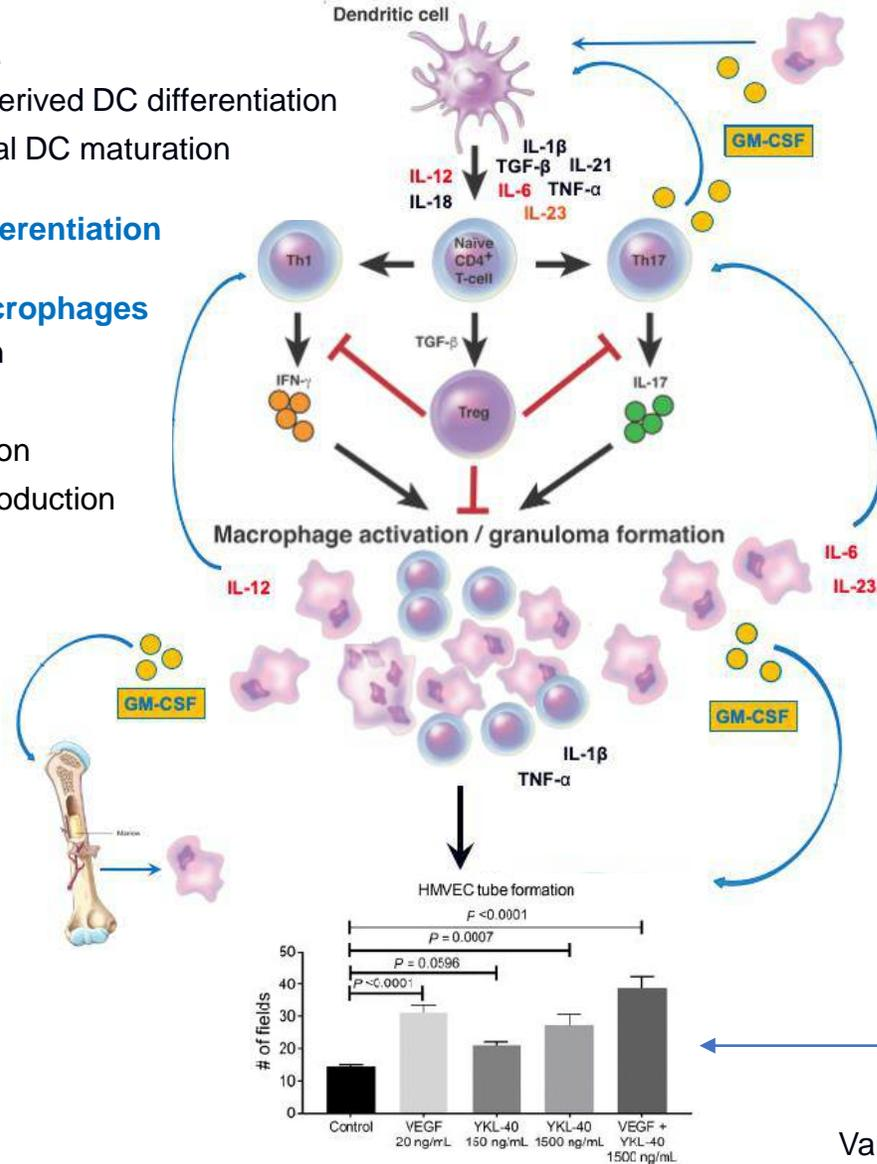 Dendritic cell
erived DC differentiation
al DC maturation
erentiation
crophages
n
on
oduction
GM-CSF
IL-1β
TGF-β IL-21
IL-12
IL-6 TNF-α
IL-18
IL-23
Th1
Naïve
CD4+
T-cell
Th17
TGF-β
IFN-γ
IL-17
Treg
Macrophage activation / granuloma formation
IL-12
IL-6
IL-23
GM-CSF
GM-CSF
IL-1β
TNF-α
Marrow
HMVEC tube formation
P <0.0001
P = 0.0007
P = 0.0596
P <0.0001
# of fields
50
40
30
20
10
0
Control
VEGF
20 ng/mL
YKL-40
150 ng/mL
YKL-40
1500 ng/mL
VEGF +
YKL-40
1500 ng/mL
Va